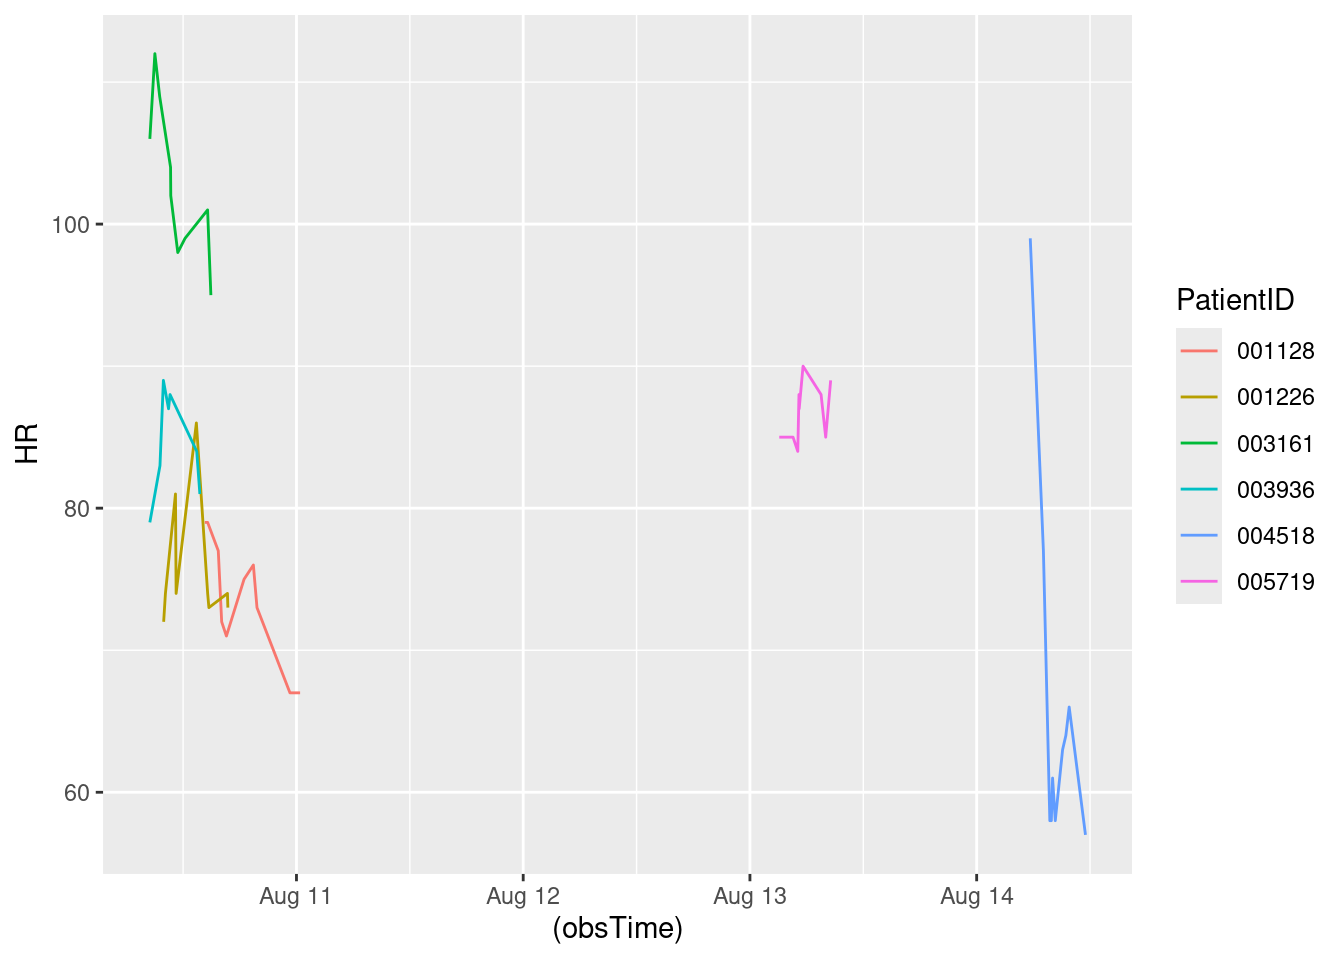 HR
100
80
60
Aug 11
Aug 12
Aug 13
Aug 14
(obsTime)
PatientID
001128
001226
003161
003936
004518
005719